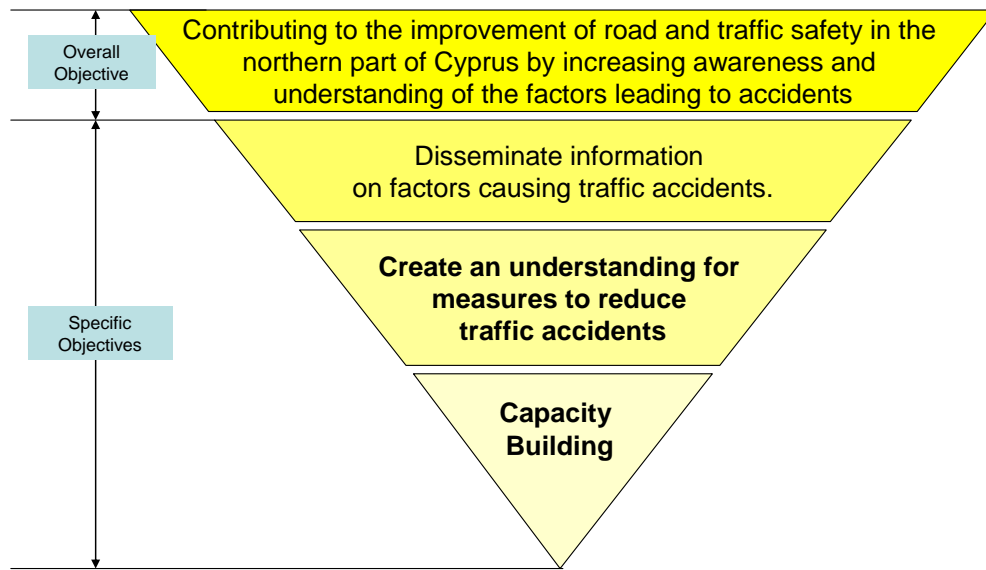 Overall
Objective
Contributing to the improvement of road and traffic safety in the
northern part of Cyprus by increasing awareness and
understanding of the factors leading to accidents
Disseminate information
on factors causing traffic accidents.
Create an understanding for
measures to reduce
traffic accidents
Specific
Objectives
Capacity
Building